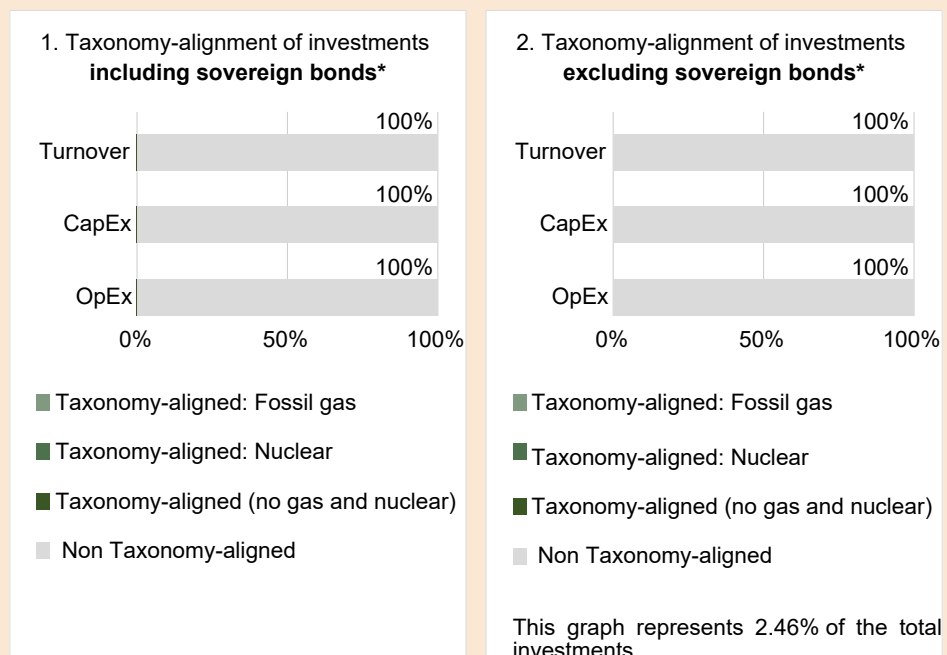 1. Taxonomy-alignment of investments
including sovereign bonds*
100%
Turnover
100%
CapEx
100%
OpEx
0% 50% 100%
Taxonomy-aligned: Fossil gas
Taxonomy-aligned: Nuclear
Taxonomy-aligned (no gas and nuclear)
Non Taxonomy-aligned
2. Taxonomy-alignment of investments
excluding sovereign bonds*
100%
Turnover
100%
CapEx
100%
OpEx
0% 50% 100%
Taxonomy-aligned: Fossil gas
Taxonomy-aligned: Nuclear
Taxonomy-aligned (no gas and nuclear)
Non Taxonomy-aligned
This graph represents 2.46% of the total
investments